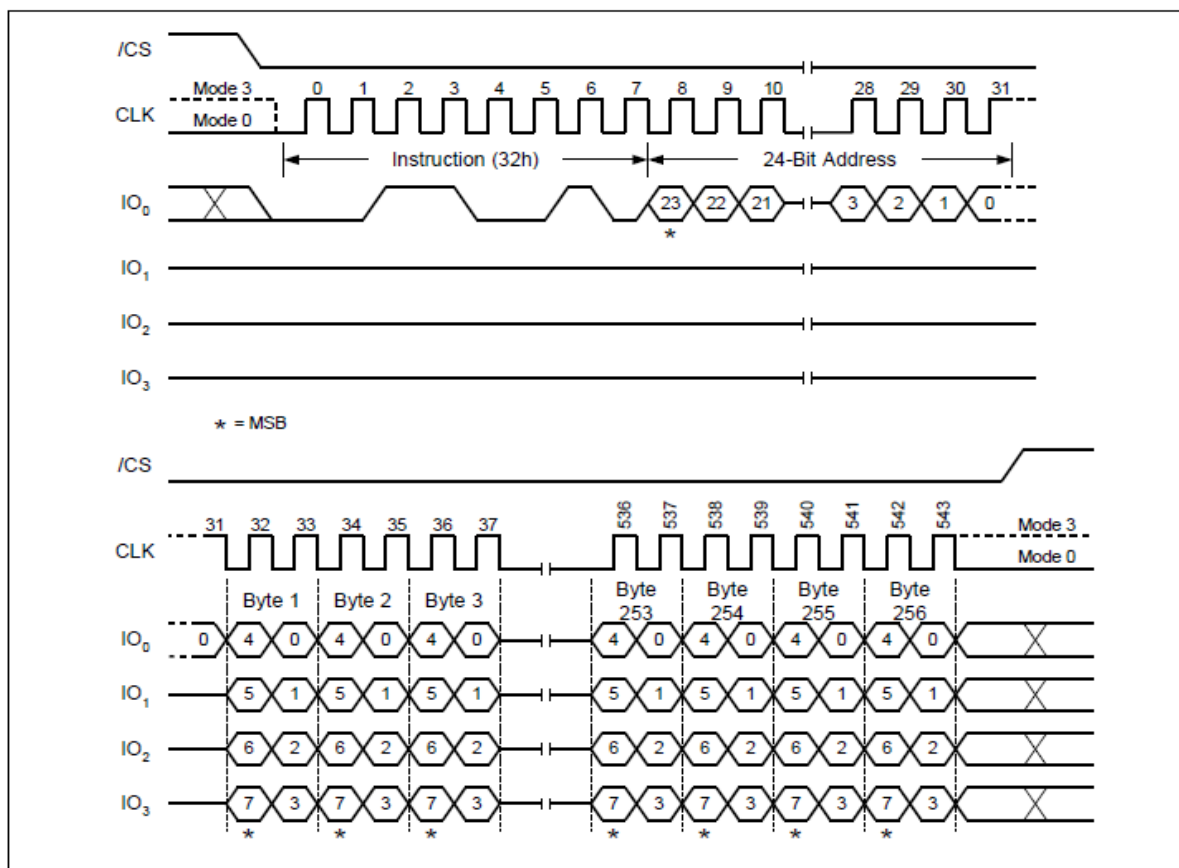 /CS
Mode 3 0 1 2 3 4 5 6 7 8 9 10 28 29 30 31
CLK
Mode 0
Instruction (32h) 24-Bit Address
IO0 23 22 21 3 2 1 0
*
IO1
IO2
IO3
* = MSB
/CS
31 32 33 34 35 36 37 536 537 538 539 540 541 542 543 Mode 3
CLK Mode 0
Byte 1 Byte 2 Byte 3 Byte 253 Byte 254 Byte 255 Byte 256
IO0 0 4 0 4 0 4 0 4 0 4 0 4 0 4 0
IO1 5 1 5 1 5 1 5 1 5 1 5 1 5 1
IO2 6 2 6 2 6 2 6 2 6 2 6 2 6 2
IO3 7 3 7 3 7 3 7 3 7 3 7 3 7 3
* * * * * * *